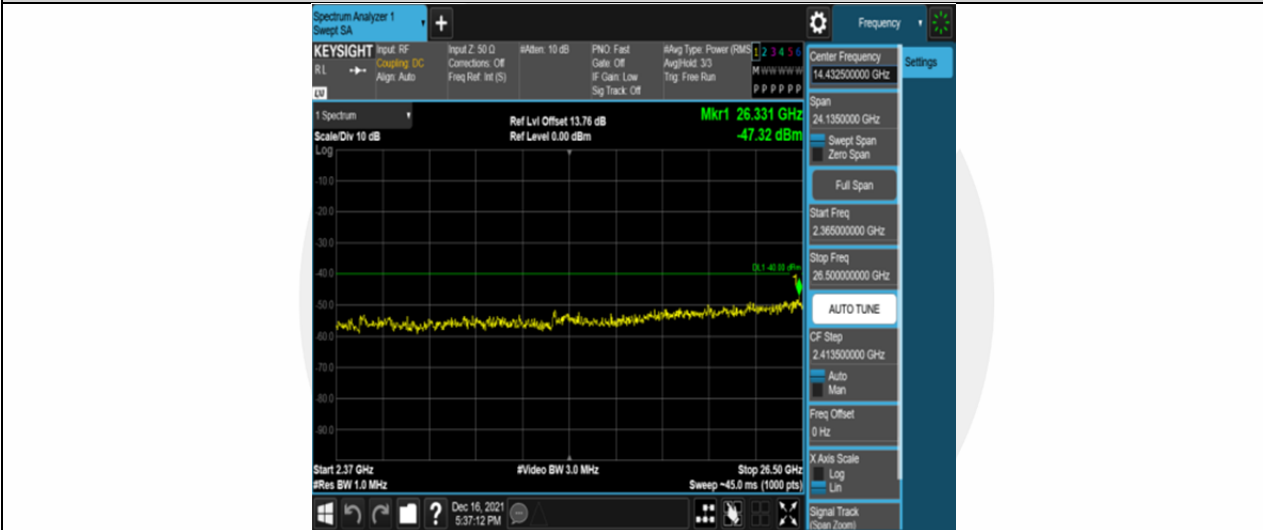 Spectrum Analyzer 1
Swept SA
+
Frequency
KEYSIGHT
RL
LV
Input: RF
Coupling: DC
Align: Auto
Input Z: 50 Ω
Corrections: Off
Freq Ref: Int (S)
#Atten: 10 dB
PNO: Fast
Gate: Off
IF Gain: Low
Sig Track: Off
#Avg Type: Power (RMS
Avg|Hold: 3/3
Trig: Free Run
1 2 3 4 5 6
M W W W W W
P P P P P P
Center Frequency
14.432500000 GHz
Settings
Span
24.1350000 GHz
Swept Span
Zero Span
Full Span
Start Freq
2.365000000 GHz
Stop Freq
26.500000000 GHz
AUTO TUNE
CF Step
2.413500000 GHz
Auto
Man
Freq Offset
0 Hz
X Axis Scale
Log
Lin
Signal Track
(Span Zoom)
1 Spectrum
Scale/Div 10 dB
Ref Lvl Offset 13.76 dB
Ref Level 0.00 dBm
Mkr1 26.331 GHz
-47.32 dBm
Log
-10.0
-20.0
-30.0
-40.0
-50.0
-60.0
-70.0
-80.0
-90.0
DL1 -40.00 dBm
1
Start 2.37 GHz
#Video BW 3.0 MHz
Stop 26.50 GHz
#Res BW 1.0 MHz
Sweep ~45.0 ms (1000 pts)
?
Dec 16, 2021
5:37:12 PM